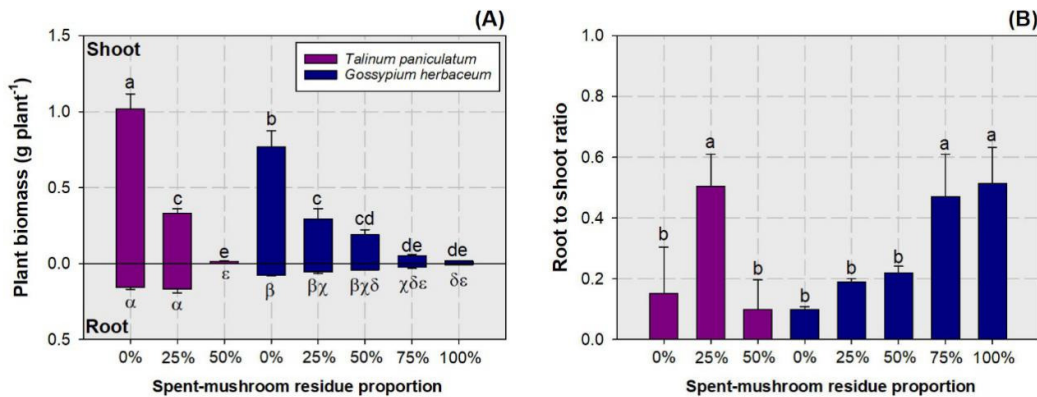 (A)
Shoot
Talinum paniculatum
Gossypium herbaceum
1.5
1.0
0.5
0.0
0.5
Plant biomass (g plant⁻¹)
a
c
e
b
c
cd
de
de
α
α
ε
β
βχ
βχδ
χδε
δε
Root
0%
25%
50%
0%
25%
50%
75%
100%
Spent-mushroom residue proportion
(B)
1.0
0.8
0.6
0.4
0.2
0.0
Root to shoot ratio
b
a
b
b
b
b
a
a
0%
25%
50%
0%
25%
50%
75%
100%
Spent-mushroom residue proportion